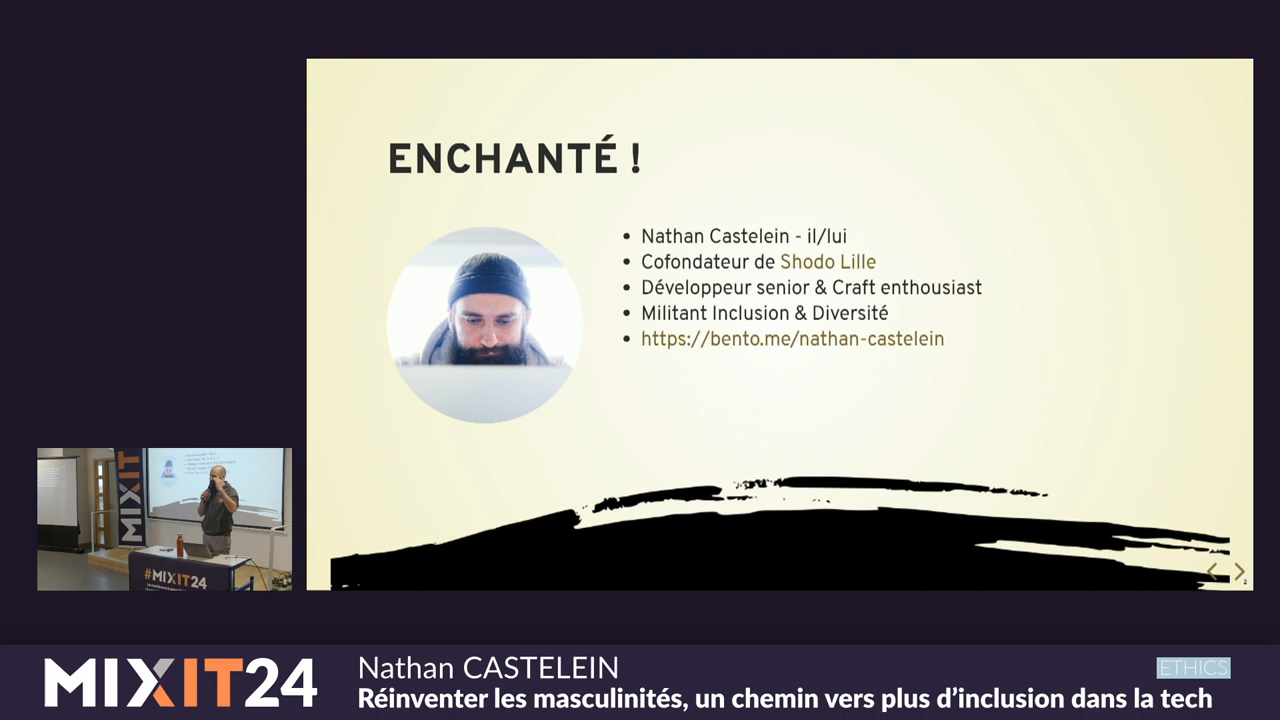 ENCHANTÉ !
Nathan Castelein - il/lui
Cofondateur de Shodo Lille
Développeur senior & Craft enthousiast
Militant Inclusion & Diversité
https://bento.me/nathan-castelein
MIXIT
#MIXIT24
MIXIT24
Nathan CASTELEIN
ETHICS
Réinventer les masculinités, un chemin vers plus d'inclusion dans la tech